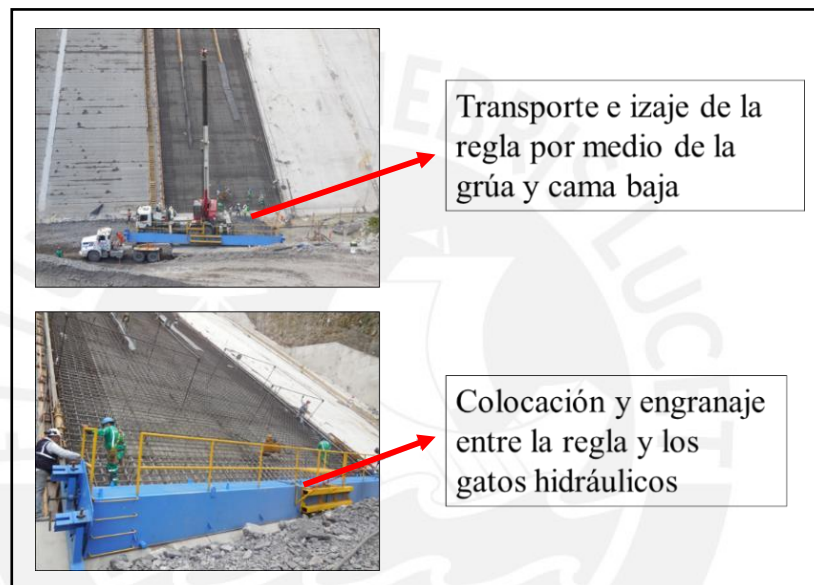 Transporte e izaje de la
regla por medio de la
grúa y cama baja
Colocación y engranaje
entre la regla y los
gatos hidráulicos